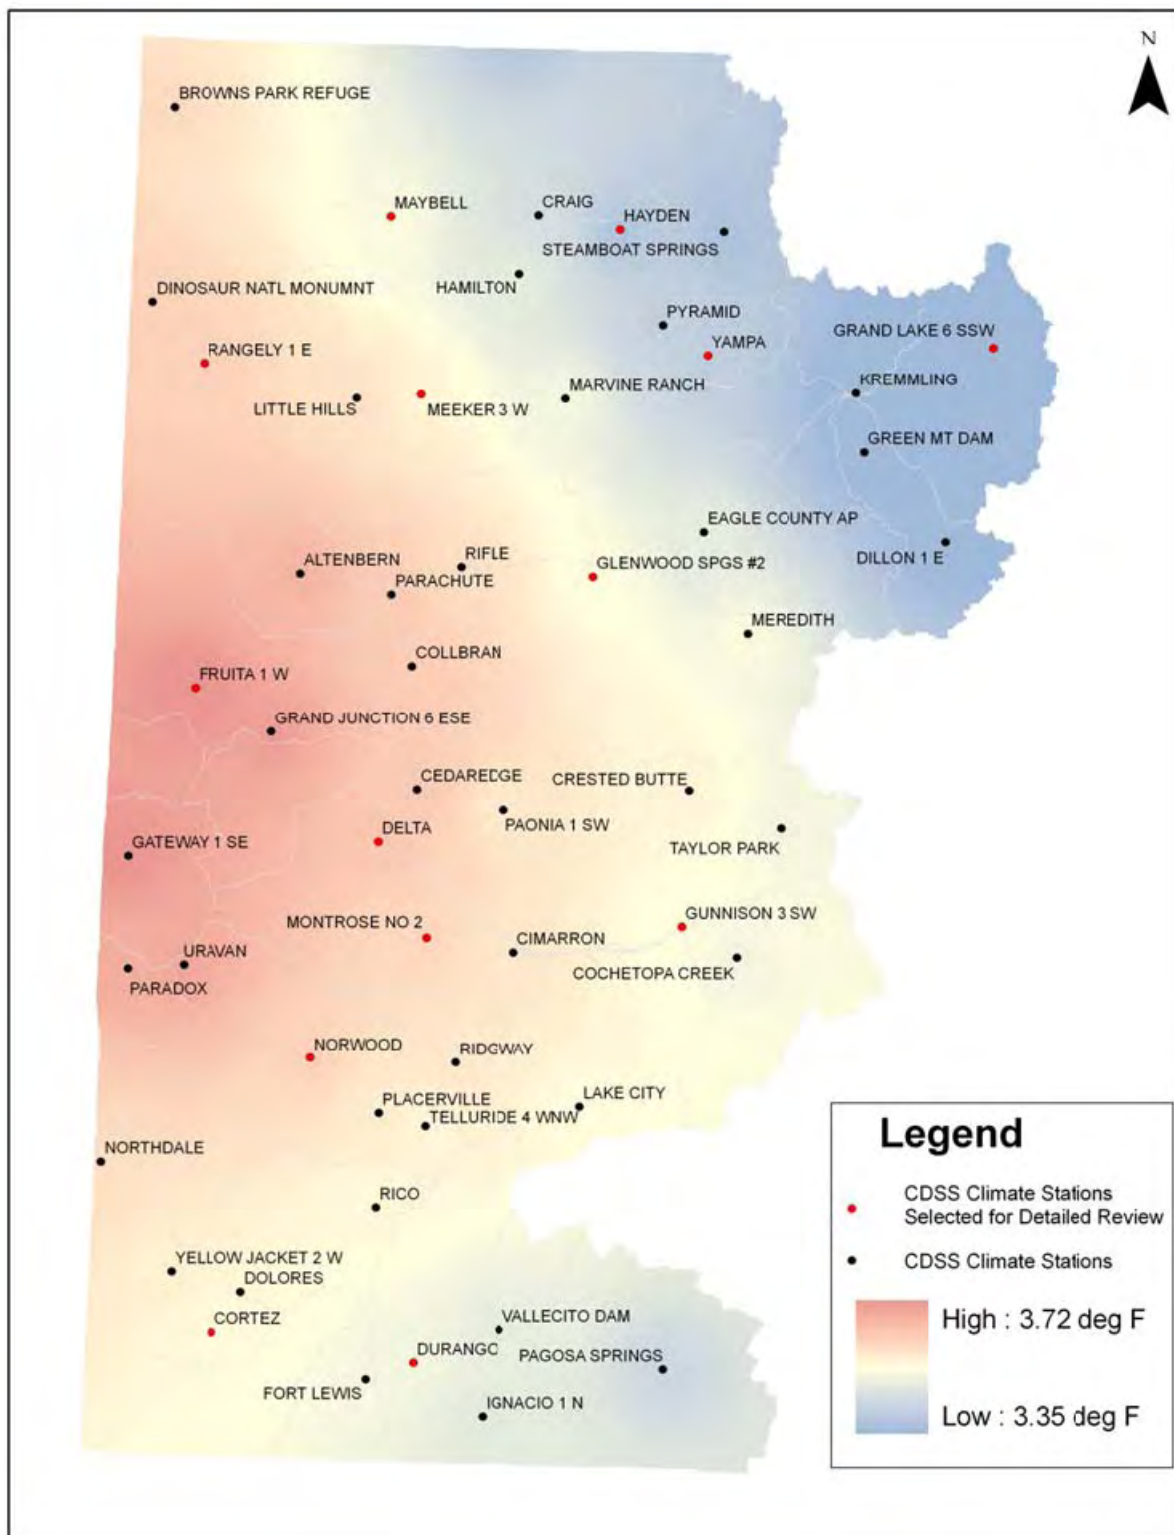 N
BROWNS PARK REFUGE
MAYBELL
CRAIG
HAYDEN
STEAMBOAT SPRINGS
HAMILTON
DINOSAUR NATL MONUMNT
PYRAMID
GRAND LAKE 6 SSW
YAMPA
RANGELY 1 E
KREMMLING
MARVINE RANCH
LITTLE HILLS
MEEKER 3 W
GREEN MT DAM
EAGLE COUNTY AP
RIFLE
ALTENBERN
DILLON 1 E
GLENWOOD SPGS #2
PARACHUTE
MEREDITH
COLLBRAN
FRUITA 1 W
GRAND JUNCTION 6 ESE
CEDAREDGE
CRESTED BUTTE
DELTA
PAONIA 1 SW
GATEWAY 1 SE
TAYLOR PARK
GUNNISON 3 SW
MONTROSE NO 2
CIMARRON
URAVAN
COCHETOPA CREEK
PARADOX
NORWOOD
RIDGWAY
LAKE CITY
PLACERVILLE
TELLURIDE 4 WNW
NORTHDALE
RICO
YELLOW JACKET 2 W
DOLORES
CORTEZ
VALLECITO DAM
DURANGO
PAGOSA SPRINGS
FORT LEWIS
IGNACIO 1 N
Legend
CDSS Climate Stations
Selected for Detailed Review
CDSS Climate Stations
High : 3.72 deg F
Low : 3.35 deg F